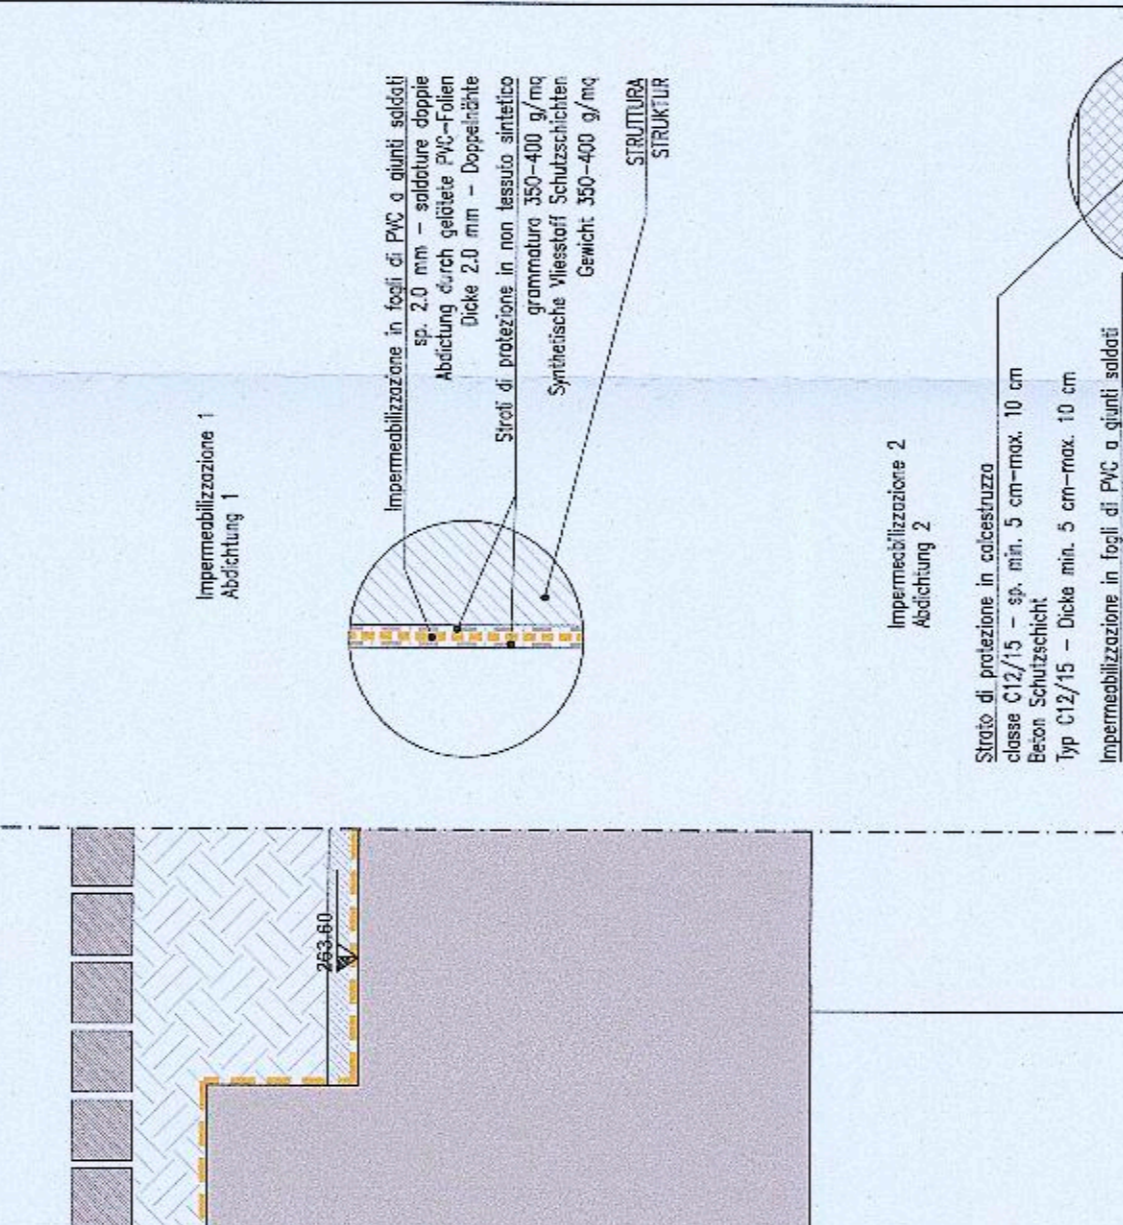 Impermeabilizzazione 1
Abdichtung 1
Impermeabilizzazione in fogli di PVC a giunti saldati
sp. 2.0 mm - saldature doppie
Abdictung durch gelötete PVC-Folien
Dicke 2.0 mm - Doppelnähte
Strati di protezione in non tessuto sintetico
grammatura 350-400 g/mq
Synthetische Vliesstoff Schutzschichten
Gewicht 350-400 g/mq
STRUTTURA
STRUKTUR
Impermeabilizzazione 2
Abdichtung 2
Strato di protezione in calcestruzzo
classe C12/15 - sp. min. 5 cm-max. 10 cm
Beton Schutzschicht
Typ C12/15 - Dicke min. 5 cm-max. 10 cm
Impermeabilizzazione in fogli di PVC a giunti saldati
263.60